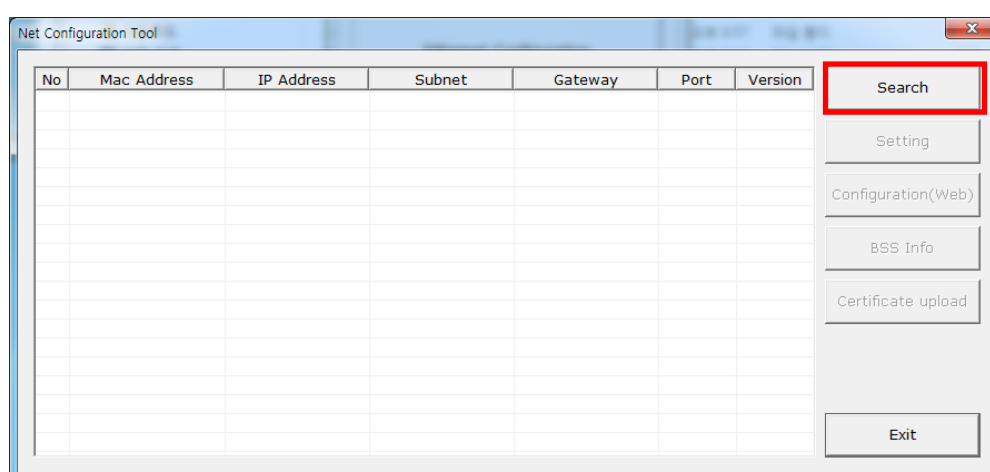 Net Configuration Tool
No Mac Address IP Address Subnet Gateway Port Version
Search
Setting
Configuration(Web)
BSS Info
Certificate upload
Exit